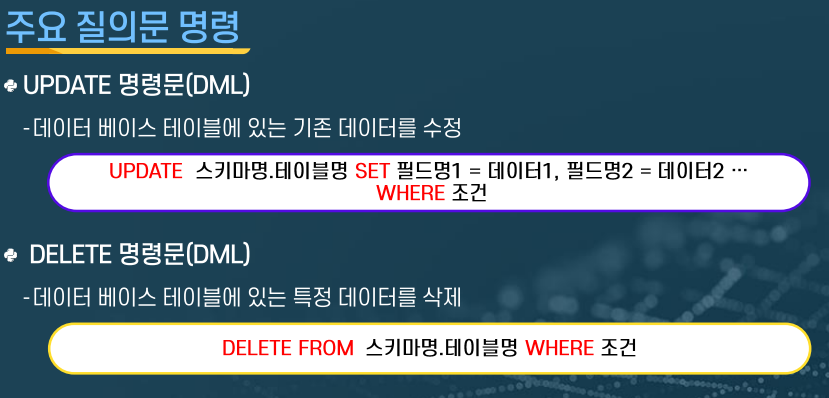 주요 질의문 명령
UPDATE 명령문(DML)
-데이터 베이스 테이블에 있는 기존 데이터를 수정
UPDATE 스키마명.테이블명 SET 필드명1 = 데이터1, 필드명2 = 데이터2 …
WHERE 조건
DELETE 명령문(DML)
-데이터 베이스 테이블에 있는 특정 데이터를 삭제
DELETE FROM 스키마명.테이블명 WHERE 조건